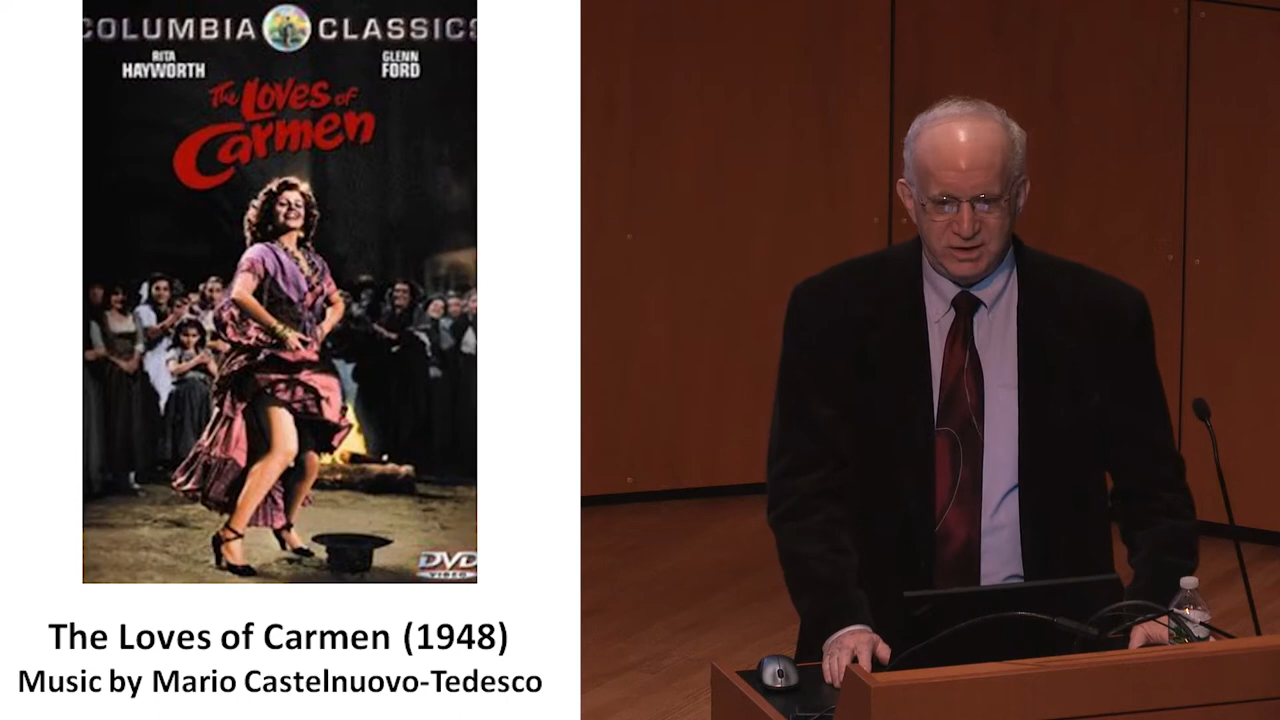 COLUMBIA CLASSICS
RITA HAYWORTH
GLENN FORD
The Loves of
Carmen
DVD
VIDEO
The Loves of Carmen (1948)
Music by Mario Castelnuovo-Tedesco